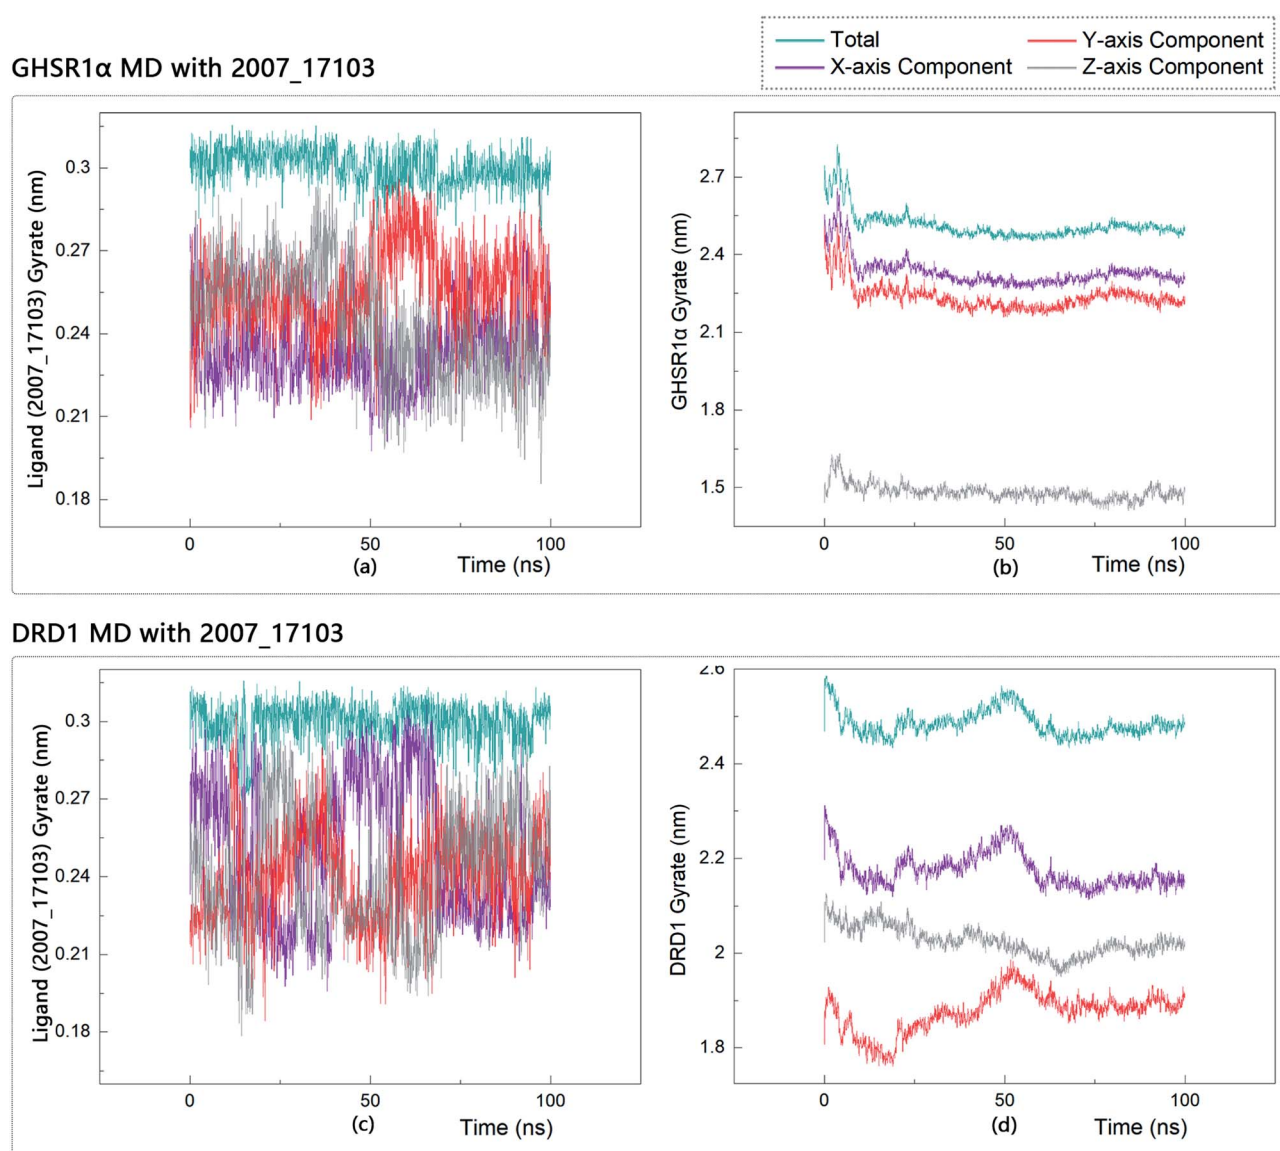 Total
Y-axis Component
X-axis Component
Z-axis Component
GHSR1α MD with 2007_17103
Ligand (2007_17103) Gyrate (nm)
0.3
0.27
0.24
0.21
0.18
0
50
100
(a)
Time (ns)
GHSR1α Gyrate (nm)
2.7
2.4
2.1
1.8
1.5
0
50
100
(b)
Time (ns)
DRD1 MD with 2007_17103
Ligand (2007_17103) Gyrate (nm)
0.3
0.27
0.24
0.21
0.18
0
50
100
(c)
Time (ns)
DRD1 Gyrate (nm)
2.6
2.4
2.2
2
1.8
0
50
100
(d)
Time (ns)